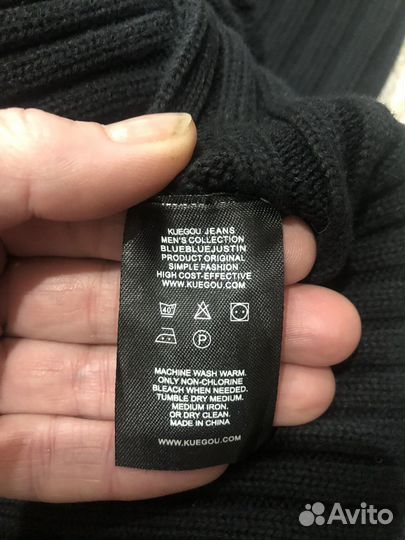 KUEGOU JEANS
MEN'S COLLECTION
BLUEBLUEJUSTIN
PRODUCT ORIGINAL
SIMPLE FASHION
HIGH COST-EFFECTIVE
WWW.KUEGOU.COM
40
P
MACHINE WASH WARM.
ONLY NON-CHLORINE
BLEACH WHEN NEEDED.
TUMBLE DRY MEDIUM.
MEDIUM IRON.
OR DRY CLEAN.
MADE IN CHINA
WWW.KUEGOU.COM
Avito